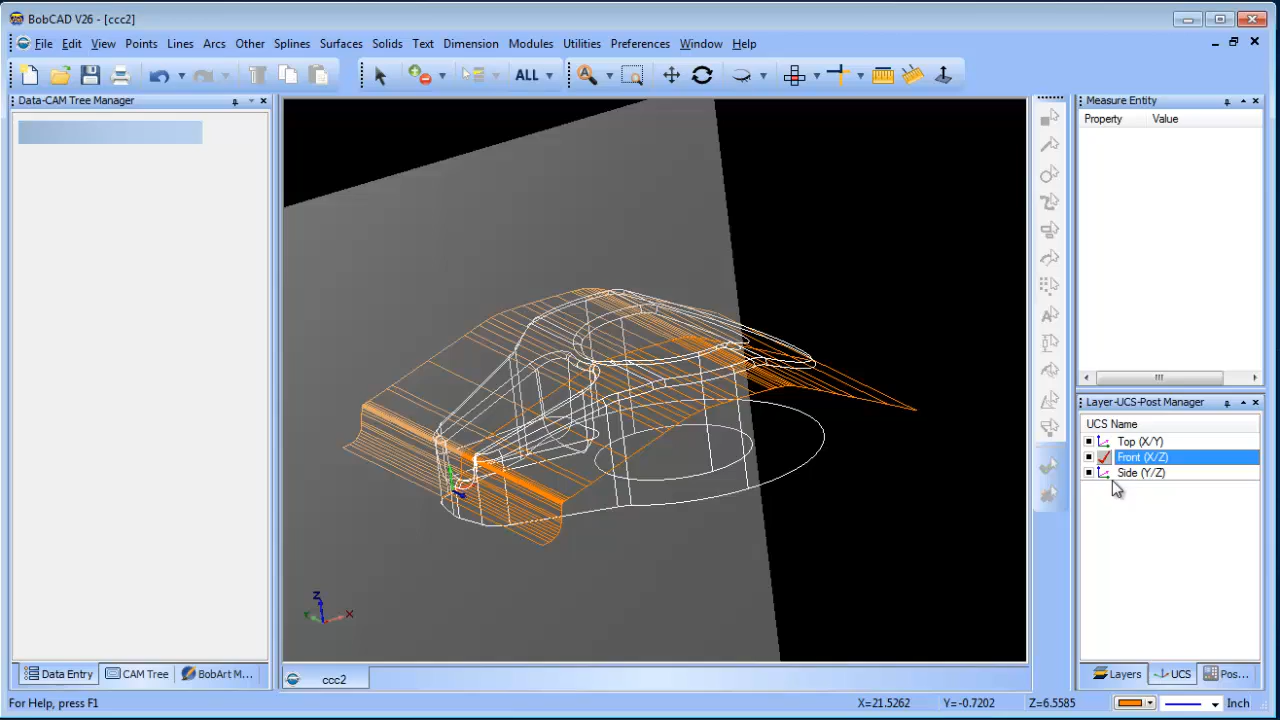 BobCAD V26 - [ccc2]
File Edit View Points Lines Arcs Other Splines Surfaces Solids Text Dimension Modules Utilities Preferences Window Help
ALL
Data-CAM Tree Manager
Measure Entity
Property Value
Layer-UCS-Post Manager
UCS Name
Top (X/Y)
Front (X/Z)
Side (Y/Z)
Z
Y X
Data Entry CAM Tree BobArt M...
ccc2
Layers UCS Pos...
For Help, press F1
X=21.5262 Y=-0.7202 Z=6.5585
Inch